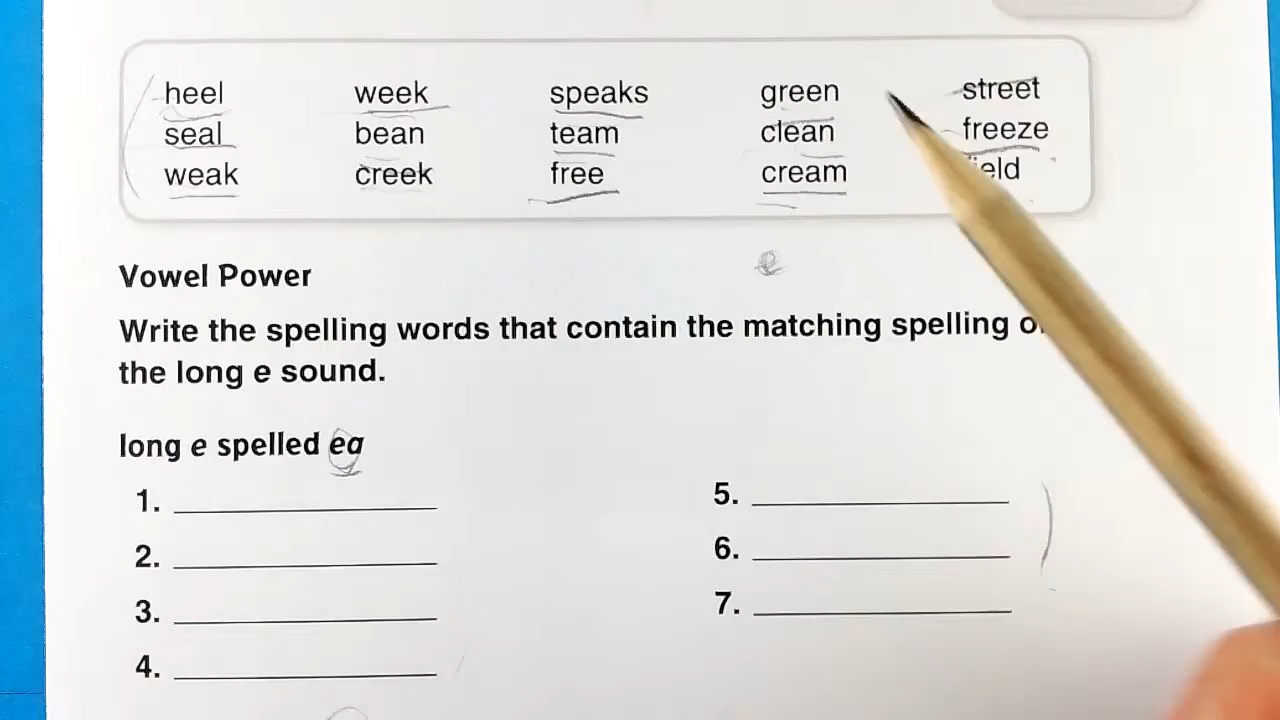 heel week speaks green street
seal bean team clean freeze
weak creek free cream
Vowel Power
Write the spelling words that contain the matching spelling
the long e sound.
long e spelled ea
e
1. 5.
2. 6.
3. 7.
4.